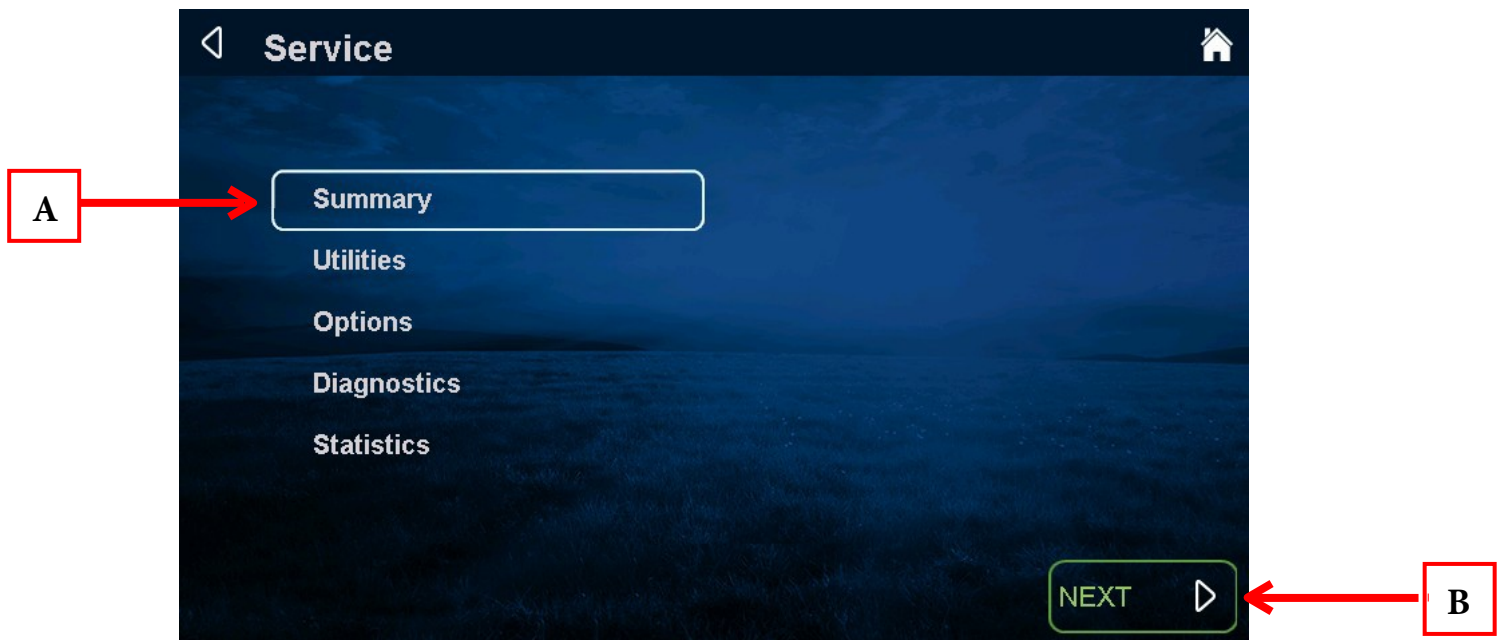 Service
A
Summary
Utilities
Options
Diagnostics
Statistics
NEXT
B